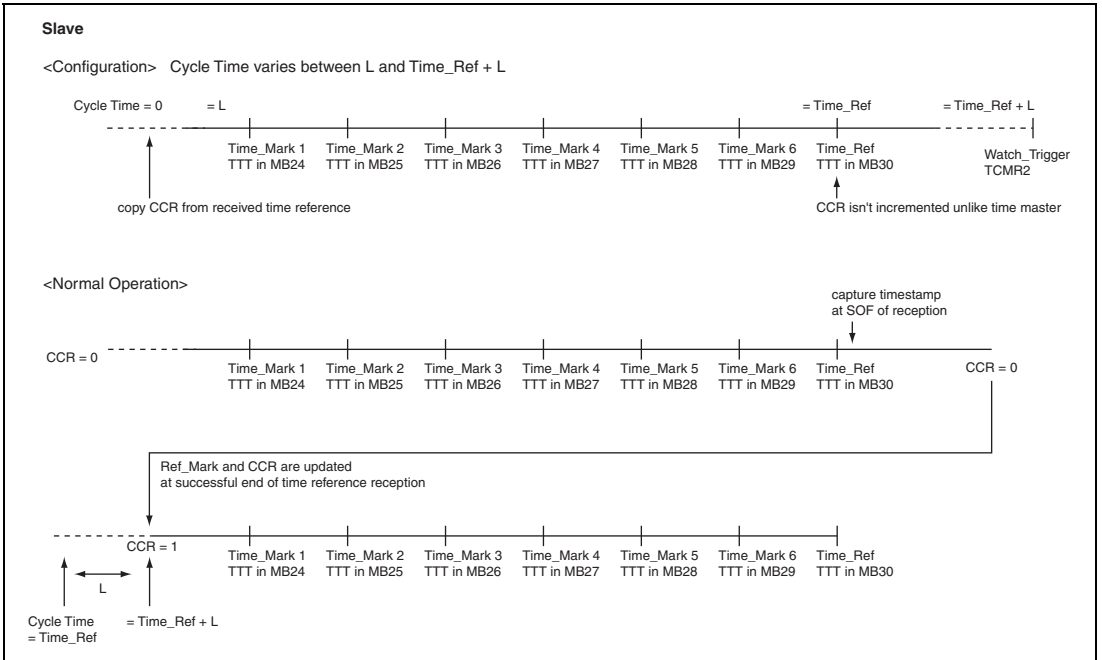 Slave
<Configuration> Cycle Time varies between L and Time_Ref + L
Cycle Time = 0 = L = Time_Ref = Time_Ref + L
Time_Mark 1 Time_Mark 2 Time_Mark 3 Time_Mark 4 Time_Mark 5 Time_Mark 6 Time_Ref
TTT in MB24 TTT in MB25 TTT in MB26 TTT in MB27 TTT in MB28 TTT in MB29 TTT in MB30
Watch_Trigger
TCMR2
copy CCR from received time reference
CCR isn't incremented unlike time master
<Normal Operation>
capture timestamp
at SOF of reception
CCR = 0
Time_Mark 1 Time_Mark 2 Time_Mark 3 Time_Mark 4 Time_Mark 5 Time_Mark 6 Time_Ref
TTT in MB24 TTT in MB25 TTT in MB26 TTT in MB27 TTT in MB28 TTT in MB29 TTT in MB30
CCR = 0
Ref_Mark and CCR are updated
at successful end of time reference reception
CCR = 1
Time_Mark 1 Time_Mark 2 Time_Mark 3 Time_Mark 4 Time_Mark 5 Time_Mark 6 Time_Ref
TTT in MB24 TTT in MB25 TTT in MB26 TTT in MB27 TTT in MB28 TTT in MB29 TTT in MB30
L
Cycle Time
= Time_Ref
= Time_Ref + L